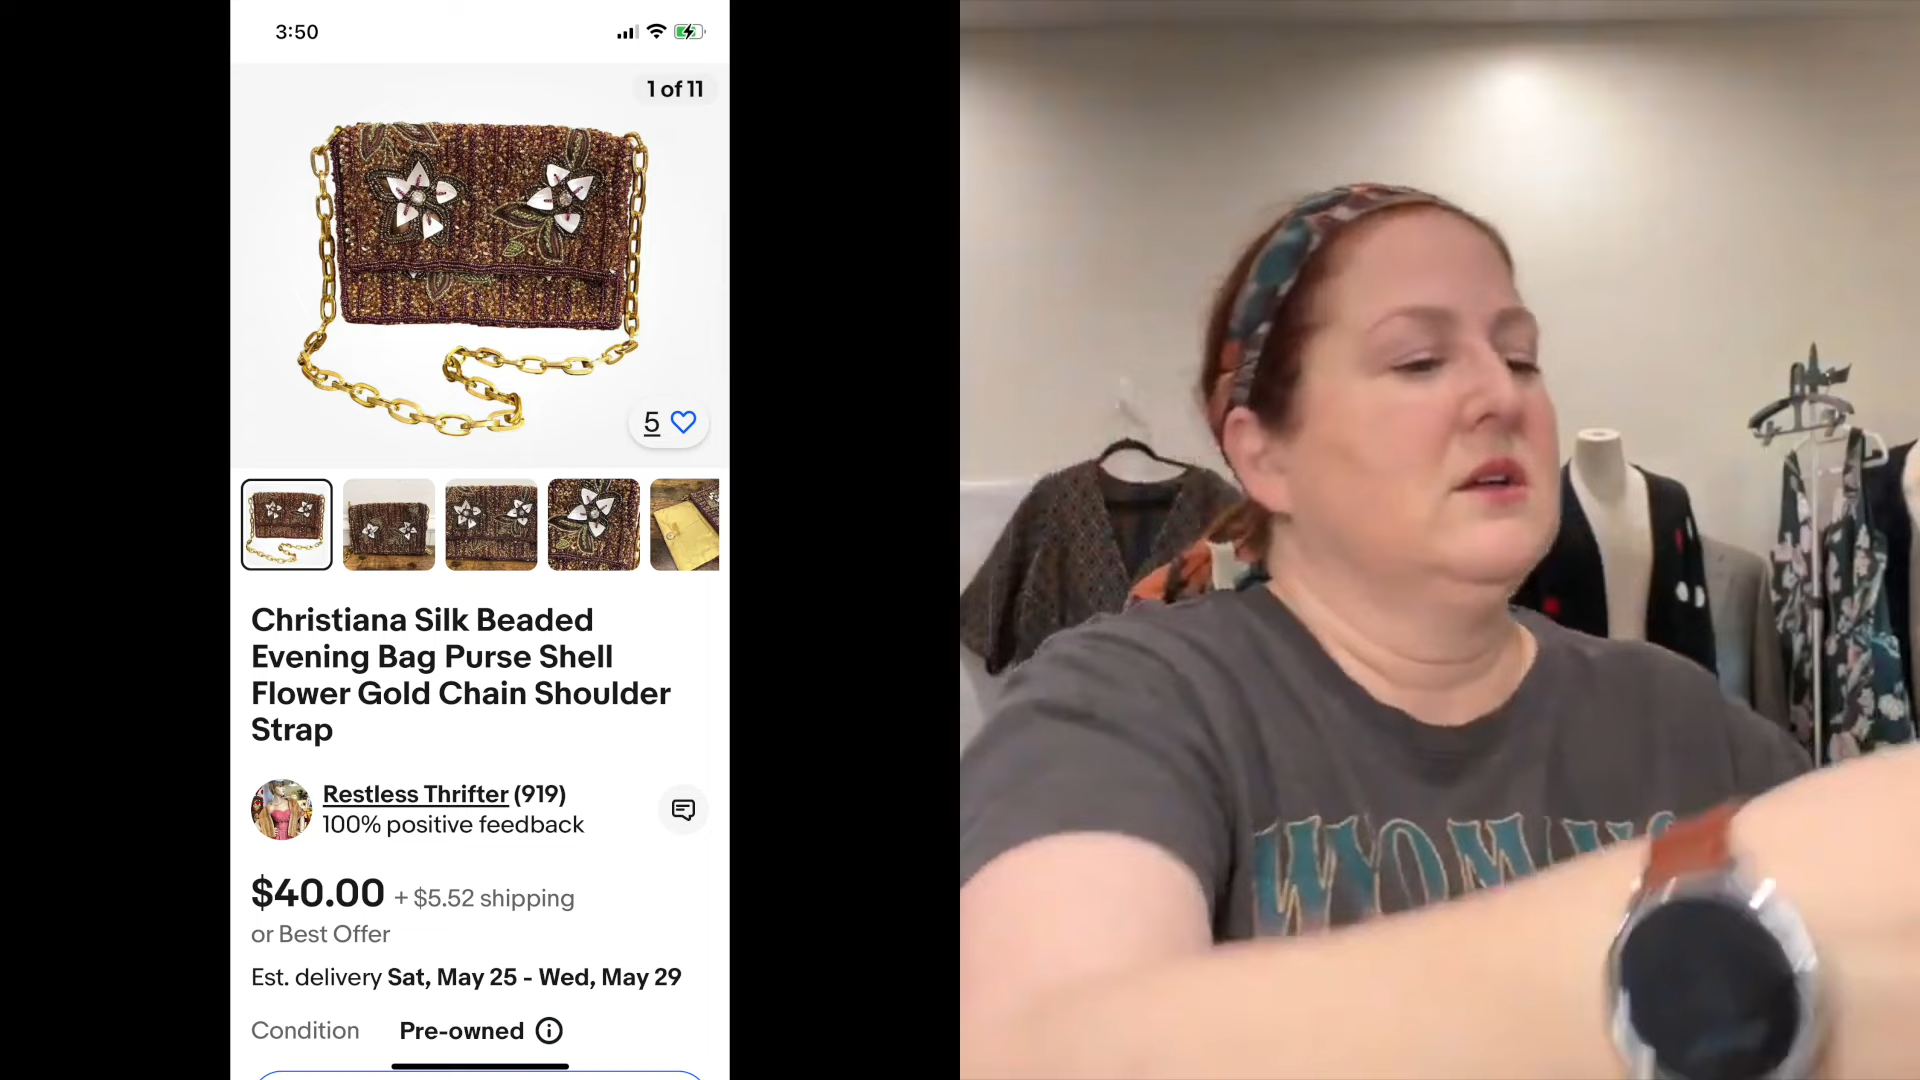 3:50
1 of 11
5
Christiana Silk Beaded
Evening Bag Purse Shell
Flower Gold Chain Shoulder
Strap
Restless Thrifter (919)
100% positive feedback
$40.00 + $5.52 shipping
or Best Offer
Est. delivery Sat, May 25 - Wed, May 29
Condition Pre-owned